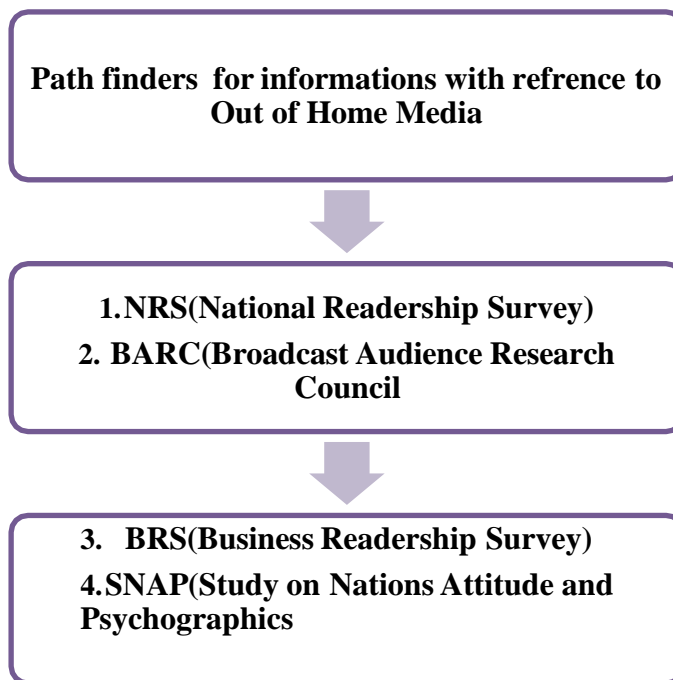 Path finders for informations with refrence to
Out of Home Media
1.NRS(National Readership Survey)
2. BARC(Broadcast Audience Research
Council
3. BRS(Business Readership Survey)
4.SNAP(Study on Nations Attitude and
Psychographics